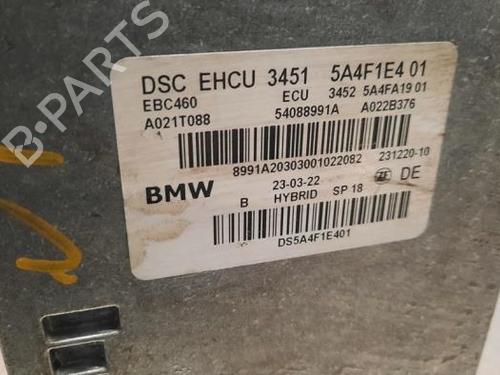 B-PARTS
DSC EHCU 3451 5A4F1E4 01
EBC460 ECU 3452 5A4FA19 01
A021T088 54088991A A022B376
8991A20303001022082 231220-10
BMW 23-03-22 ZF DE
B HYBRID SP 18
DS5A4F1E401